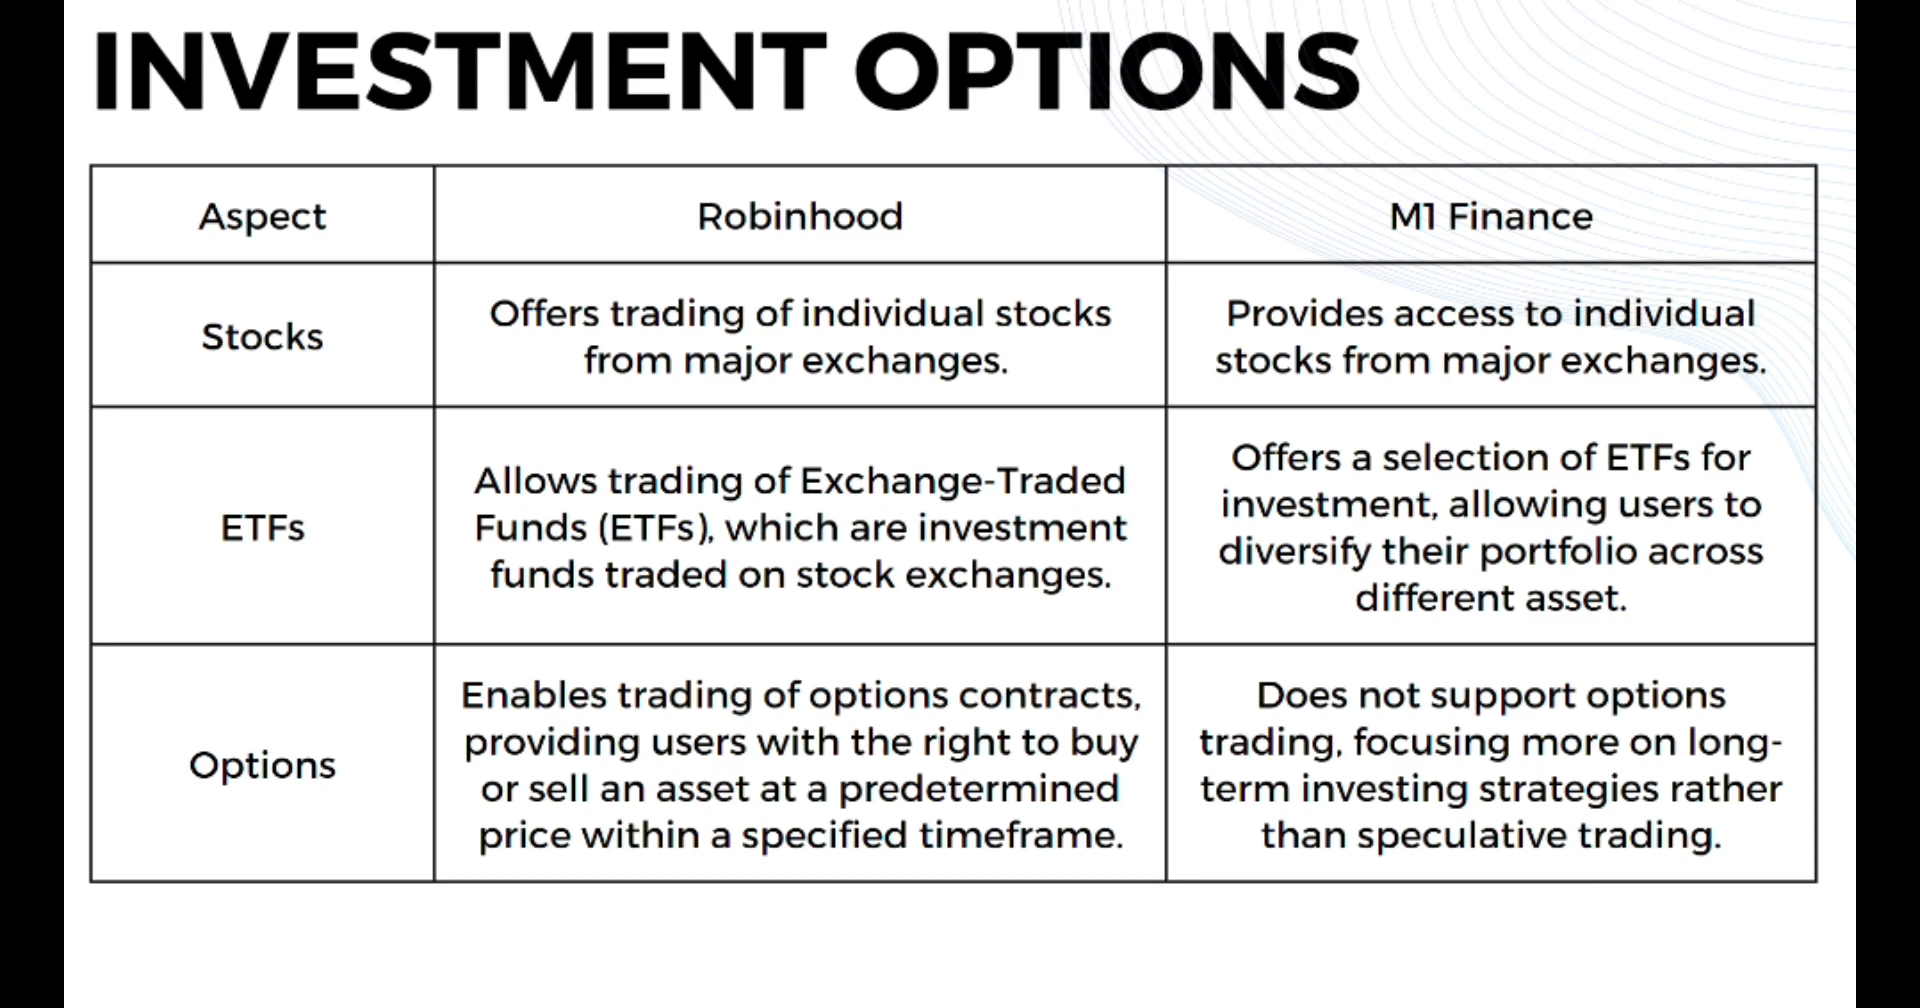 INVESTMENT OPTIONS
Aspect
Robinhood
M1 Finance
Stocks
Offers trading of individual stocks
from major exchanges.
Provides access to individual
stocks from major exchanges.
ETFs
Allows trading of Exchange-Traded
Funds (ETFs), which are investment
funds traded on stock exchanges.
Offers a selection of ETFs for
investment, allowing users to
diversify their portfolio across
different asset.
Options
Enables trading of options contracts,
providing users with the right to buy
or sell an asset at a predetermined
price within a specified timeframe.
Does not support options
trading, focusing more on long-
term investing strategies rather
than speculative trading.